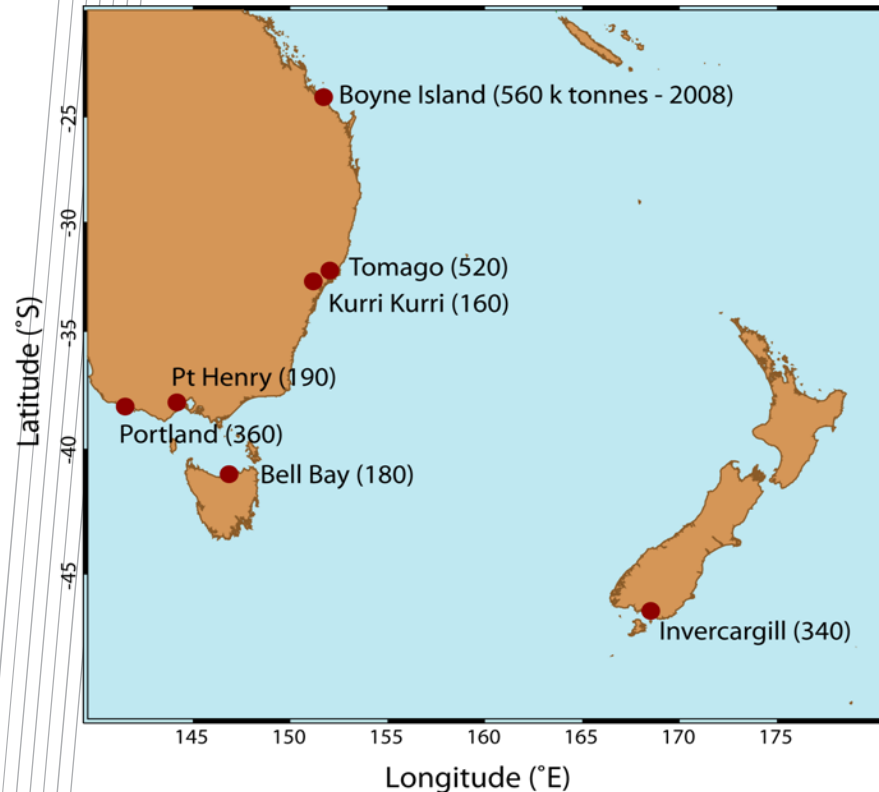 Boyne Island (560 k tonnes - 2008)
-25
-30
Tomago (520)
Kurri Kurri (160)
-35
Latitude (˚S)
Pt Henry (190)
Portland (360)
-40
Bell Bay (180)
-45
Invercargill (340)
145 150 155 160 165 170 175
Longitude (˚E)